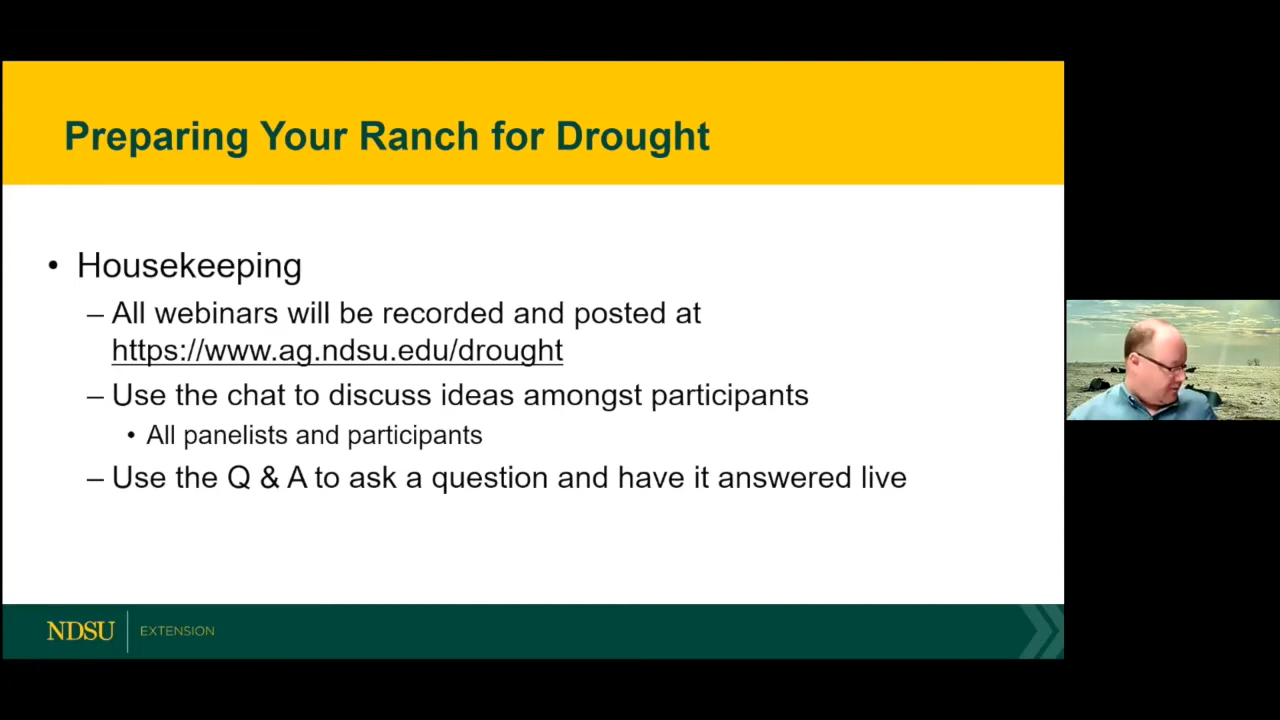 Preparing Your Ranch for Drought
• Housekeeping
– All webinars will be recorded and posted at
https://www.ag.ndsu.edu/drought
– Use the chat to discuss ideas amongst participants
• All panelists and participants
– Use the Q & A to ask a question and have it answered live
NDSU EXTENSION